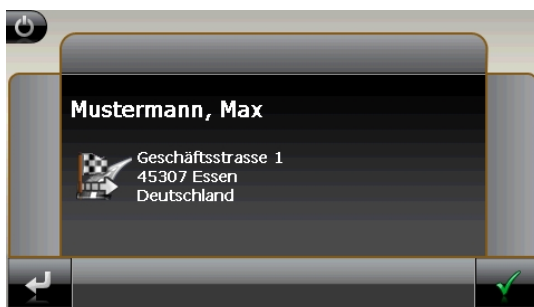 Mustermann, Max
Geschäftsstrasse 1
45307 Essen
Deutschland